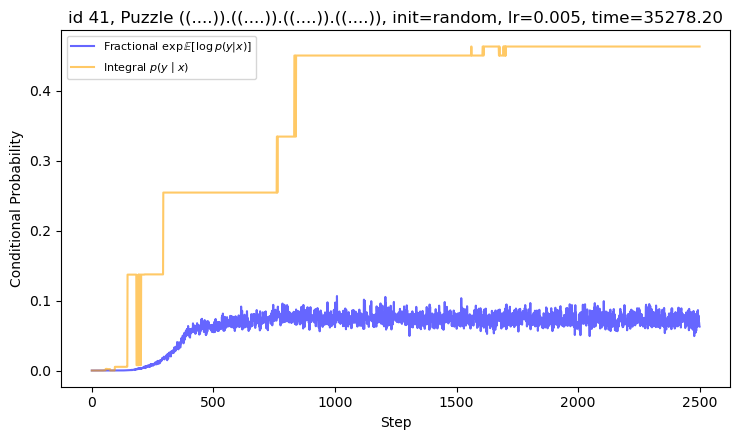 id 41, Puzzle ((....)).((....)).((....)).((....)), init=random, lr=0.005, time=35278.20
Fractional exp𝔼[log p(y|x)]
Integral p(y | x)
Conditional Probability
0.4
0.3
0.2
0.1
0.0
0 500 1000 1500 2000 2500
Step